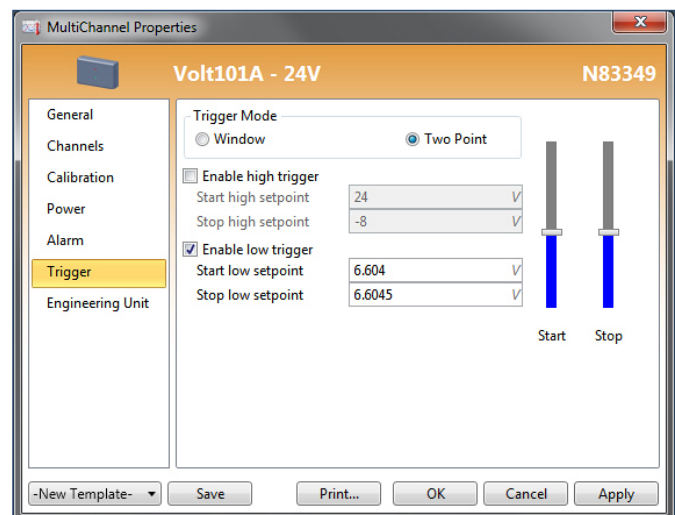 MultiChannel Properties
Volt101A - 24V N83349
General
Channels
Calibration
Power
Alarm
Trigger
Engineering Unit
Trigger Mode
Window Two Point
Enable high trigger
Start high setpoint 24 V
Stop high setpoint -8 V
Enable low trigger
Start low setpoint 6.604 V
Stop low setpoint 6.6045 V
Start Stop
-New Template- Save Print... OK Cancel Apply